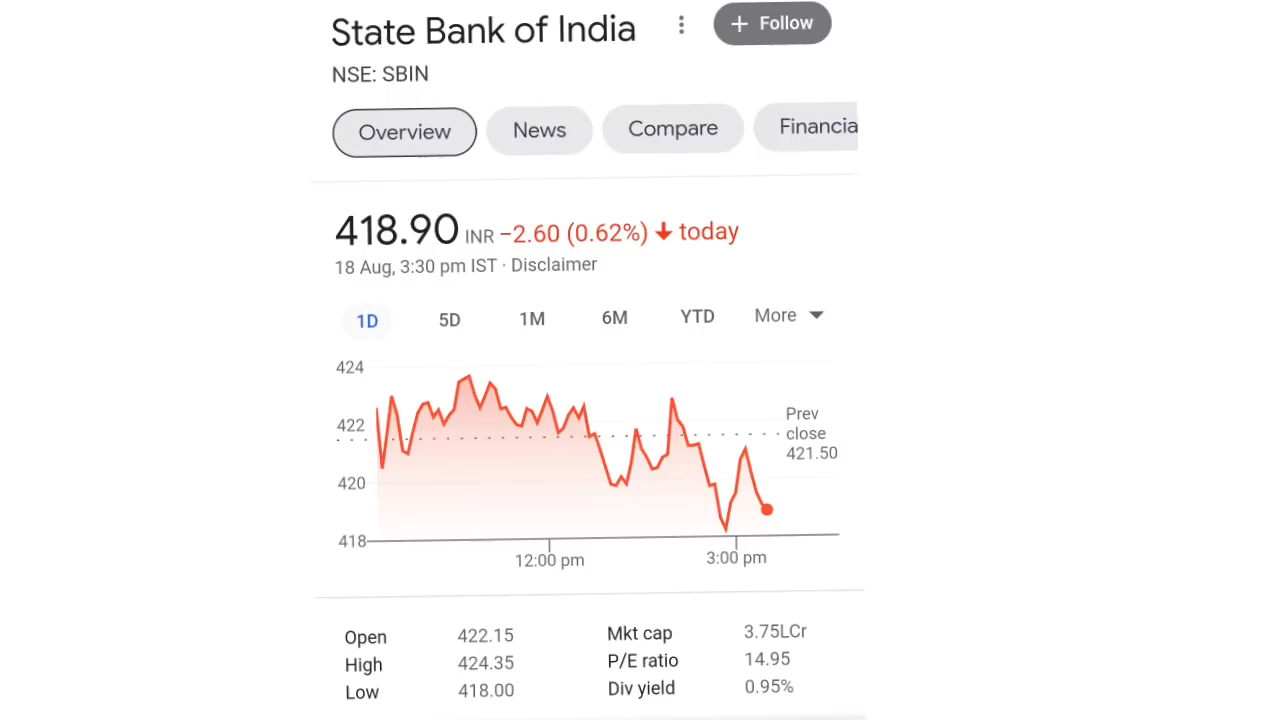 State Bank of India
+ Follow
NSE: SBIN
Overview News Compare Financia
418.90 INR −2.60 (0.62%) ↓ today
18 Aug, 3:30 pm IST · Disclaimer
1D 5D 1M 6M YTD More
424
422
420
418
Prev
close
421.50
12:00 pm 3:00 pm
Open 422.15 Mkt cap 3.75LCr
High 424.35 P/E ratio 14.95
Low 418.00 Div yield 0.95%